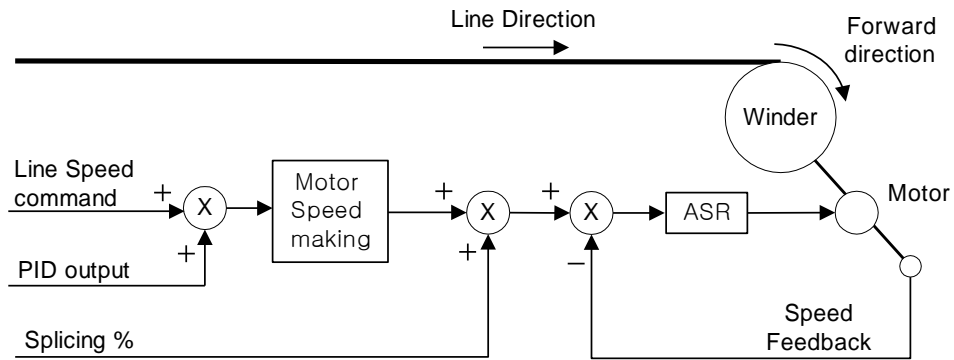 Line Direction
Forward
direction
Winder
Line Speed
command
+
X
+
PID output
Motor
Speed
making
+
X
+
Splicing %
+
X
−
ASR
Motor
Speed
Feedback